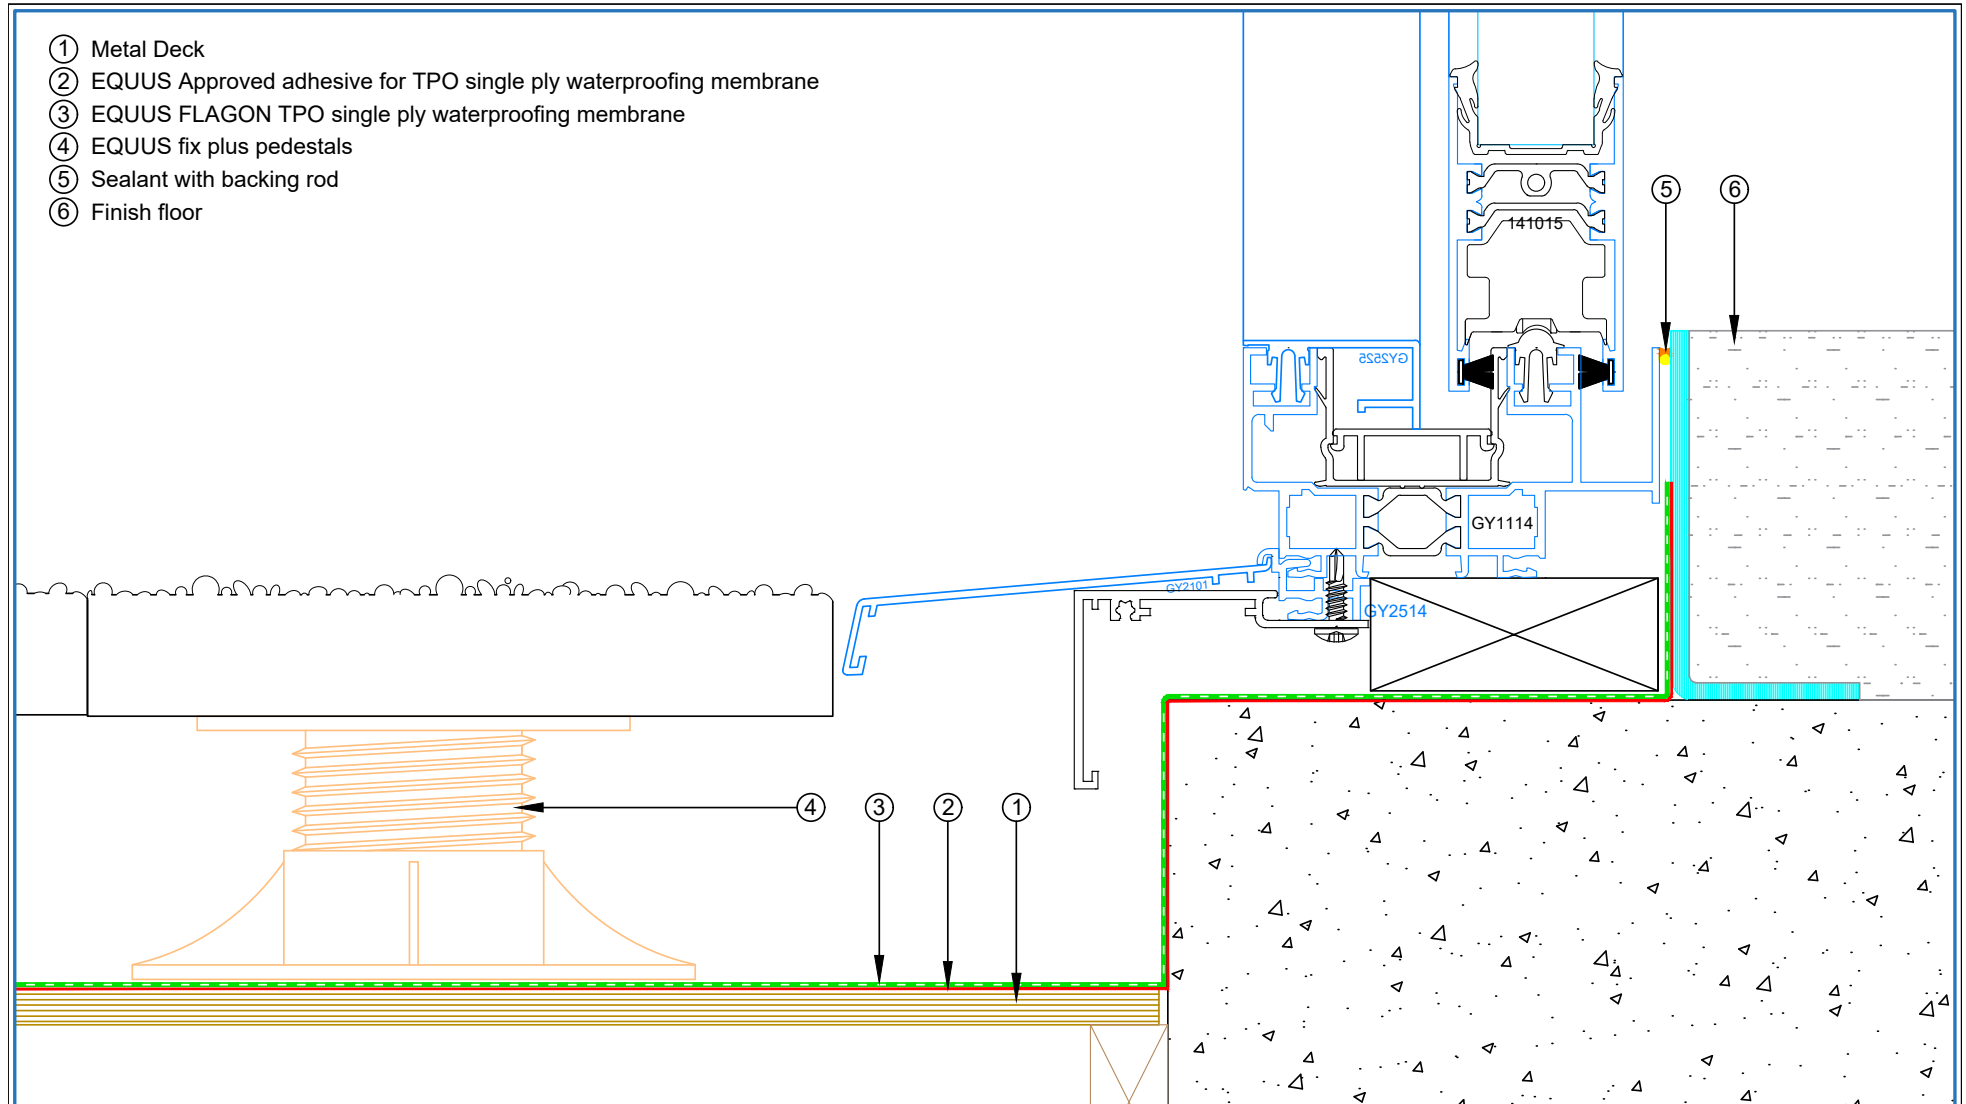 1 Metal Deck
2 EQUUS Approved adhesive for TPO single ply waterproofing membrane
3 EQUUS FLAGON TPO single ply waterproofing membrane
4 EQUUS fix plus pedestals
5 Sealant with backing rod
6 Finish floor
5 6
141015
GY2525
GY1114
GY2101
GY2514
4 3 2 1